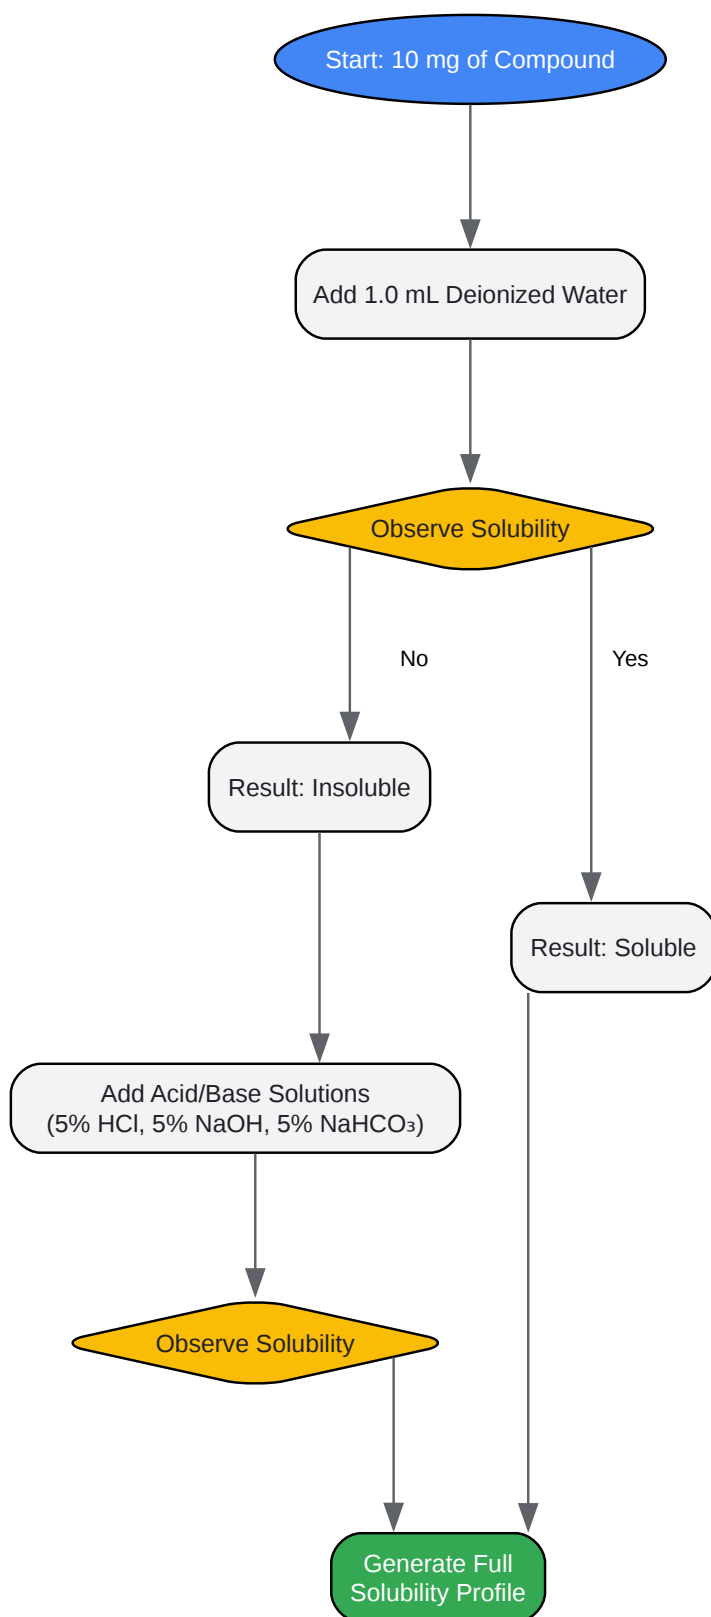 Start: 10 mg of Compound
Add 1.0 mL Deionized Water
Observe Solubility
No
Yes
Result: Insoluble
Result: Soluble
Add Acid/Base Solutions
(5% HCl, 5% NaOH, 5% NaHCO₃)
Observe Solubility
Generate Full
Solubility Profile